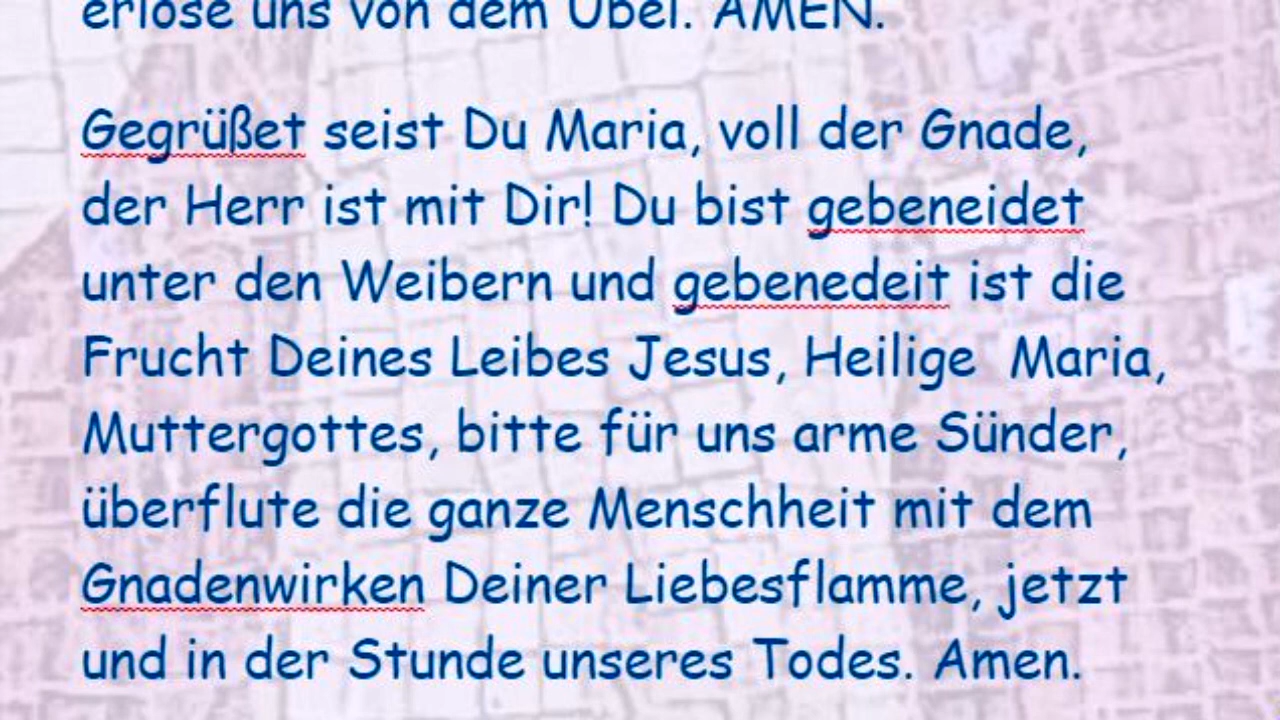 erlöse uns von dem Übel. AMEN.
Gegrüßet seist Du Maria, voll der Gnade,
der Herr ist mit Dir! Du bist gebeneidet
unter den Weibern und gebenedeit ist die
Frucht Deines Leibes Jesus, Heilige  Maria,
Muttergottes, bitte für uns arme Sünder,
überflute die ganze Menschheit mit dem
Gnadenwirken Deiner Liebesflamme, jetzt
und in der Stunde unseres Todes. Amen.